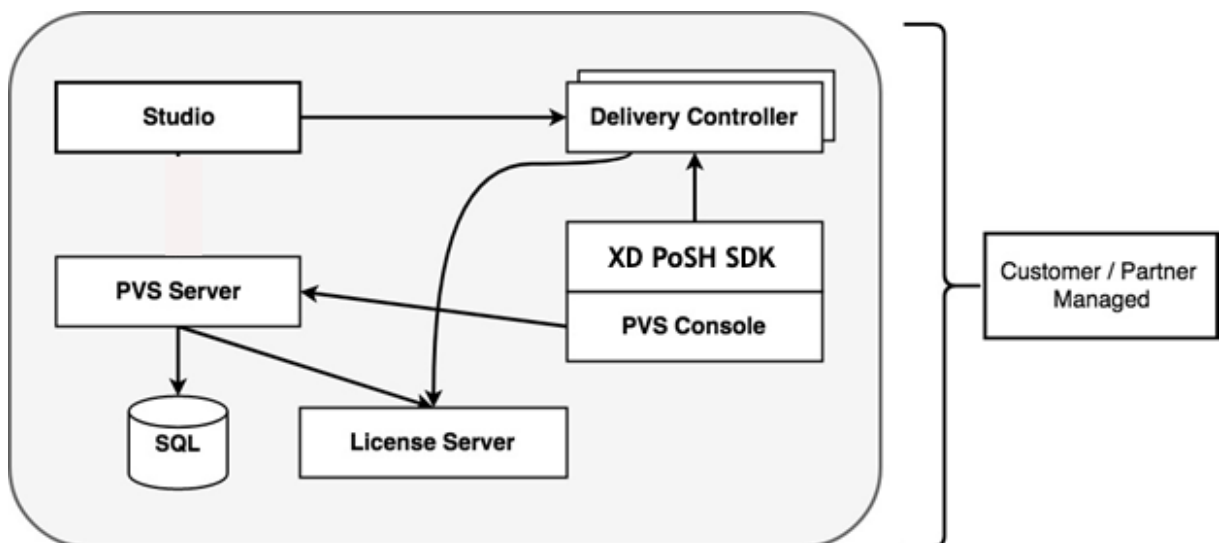 Studio
Delivery Controller
XD PoSH SDK
PVS Server
PVS Console
Customer / Partner
Managed
SQL
License Server